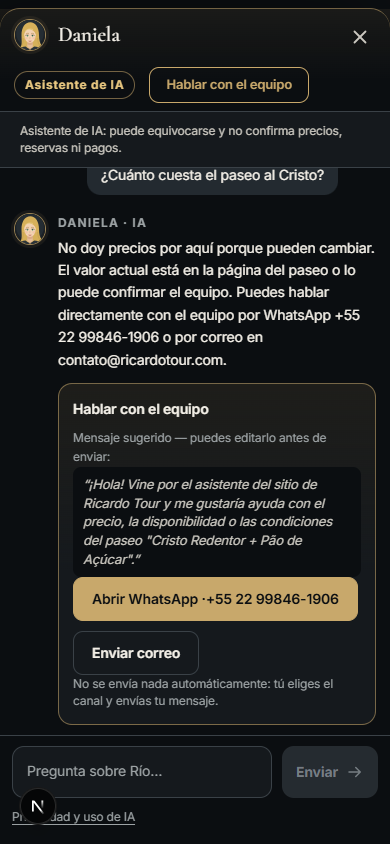 Daniela
Asistente de IA
Hablar con el equipo
Asistente de IA: puede equivocarse y no confirma precios,
reservas ni pagos.
¿Cuánto cuesta el paseo al Cristo?
DANIELA · IA
No doy precios por aquí porque pueden cambiar.
El valor actual está en la página del paseo o lo
puede confirmar el equipo. Puedes hablar
directamente con el equipo por WhatsApp +55
22 99846-1906 o por correo en
contato@ricardotour.com.
Hablar con el equipo
Mensaje sugerido — puedes editarlo antes de
enviar:
“¡Hola! Vine por el asistente del sitio de
Ricardo Tour y me gustaría ayuda con el
precio, la disponibilidad o las condiciones
del paseo "Cristo Redentor + Pão de
Açúcar".”
Abrir WhatsApp ·+55 22 99846-1906
Enviar correo
No se envía nada automáticamente: tú eliges el
canal y envías tu mensaje.
Pregunta sobre Río...
Enviar →
N
y uso de IA